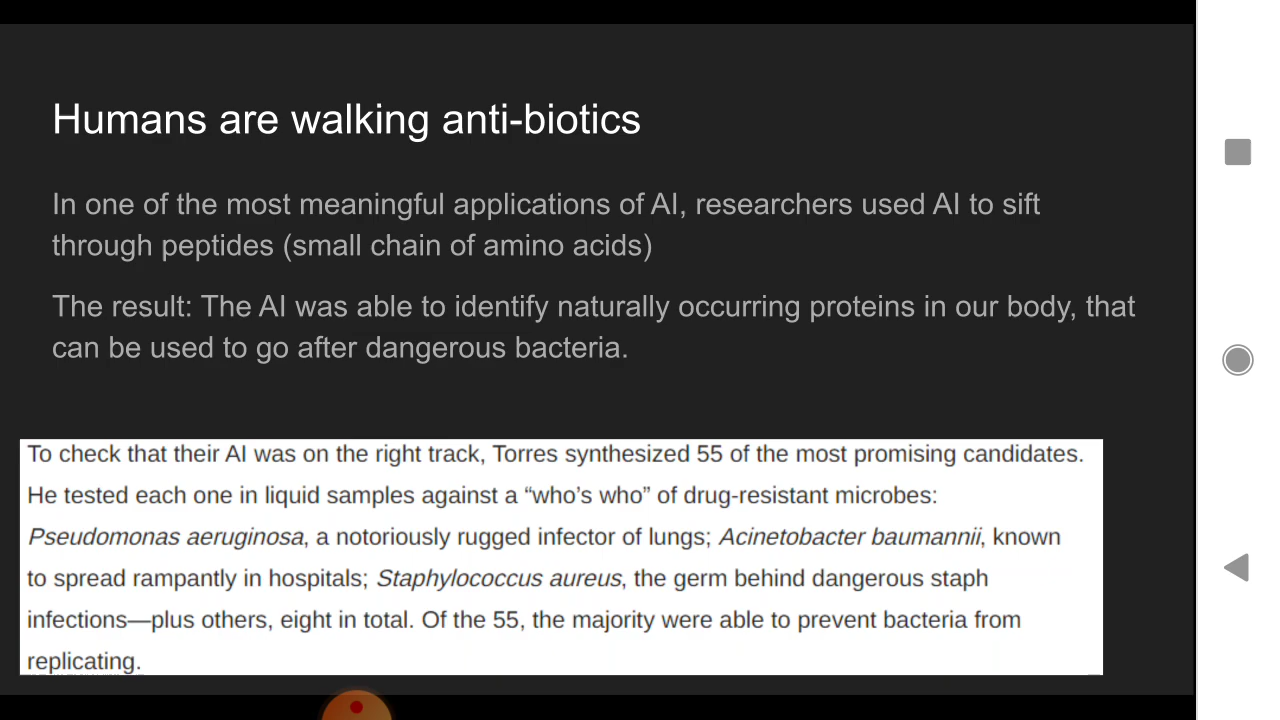 Humans are walking anti-biotics
In one of the most meaningful applications of AI, researchers used AI to sift
through peptides (small chain of amino acids)
The result: The AI was able to identify naturally occurring proteins in our body, that
can be used to go after dangerous bacteria.
To check that their AI was on the right track, Torres synthesized 55 of the most promising candidates.
He tested each one in liquid samples against a “who’s who” of drug-resistant microbes:
Pseudomonas aeruginosa, a notoriously rugged infector of lungs; Acinetobacter baumannii, known
to spread rampantly in hospitals; Staphylococcus aureus, the germ behind dangerous staph
infections—plus others, eight in total. Of the 55, the majority were able to prevent bacteria from
replicating.